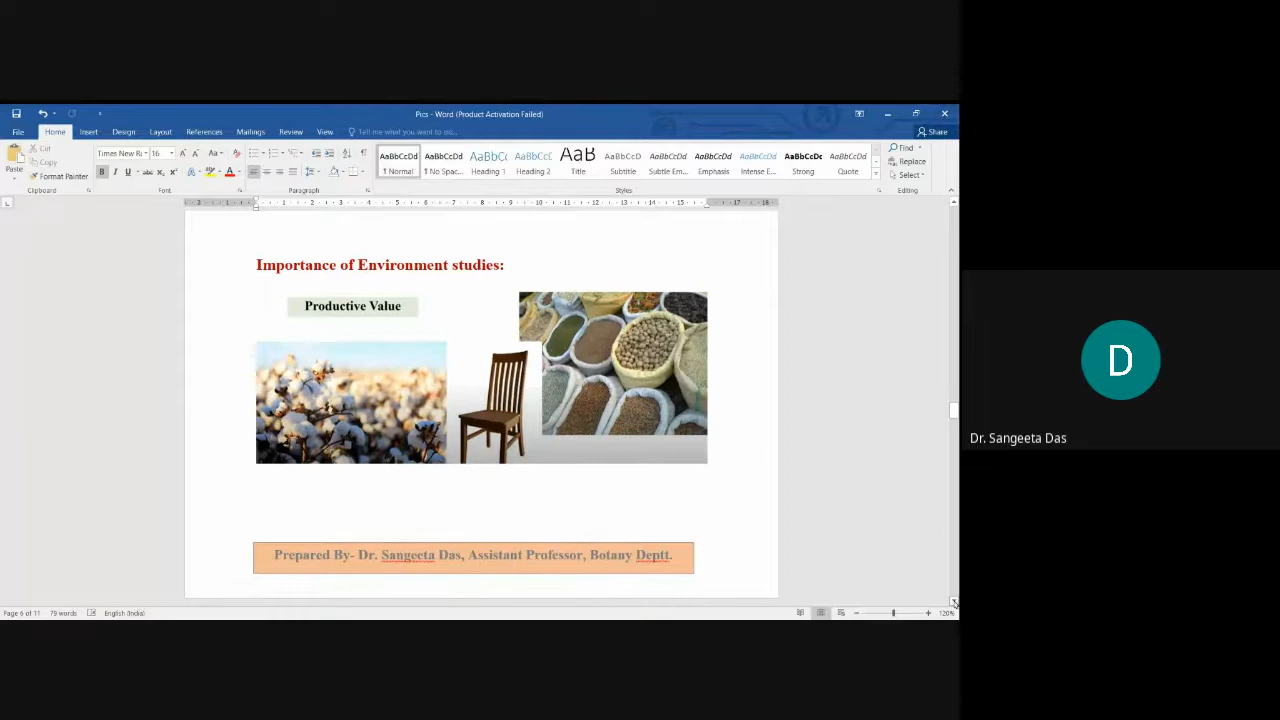 Pics - Word (Product Activation Failed)
File Home Insert Design Layout References Mailings Review View Tell me what you want to do... Share
Paste
Cut
Copy
Format Painter
Times New R 16
AaBbCcDd AaBbCcDd AaBbC AaBbCc AaB AaBbCcD AaBbCcDd AaBbCcDd AaBbCcDd AaBbCcDc AaBbCcDd
¶ Normal ¶ No Spac... Heading 1 Heading 2 Title Subtitle Subtle Em... Emphasis Intense E... Strong Quote
Find
Replace
Select
Clipboard Font Paragraph Styles Editing
Importance of Environment studies:
Productive Value
Prepared By- Dr. Sangeeta Das, Assistant Professor, Botany Deptt.
Page 6 of 11 79 words English (India) 120%
D
Dr. Sangeeta Das